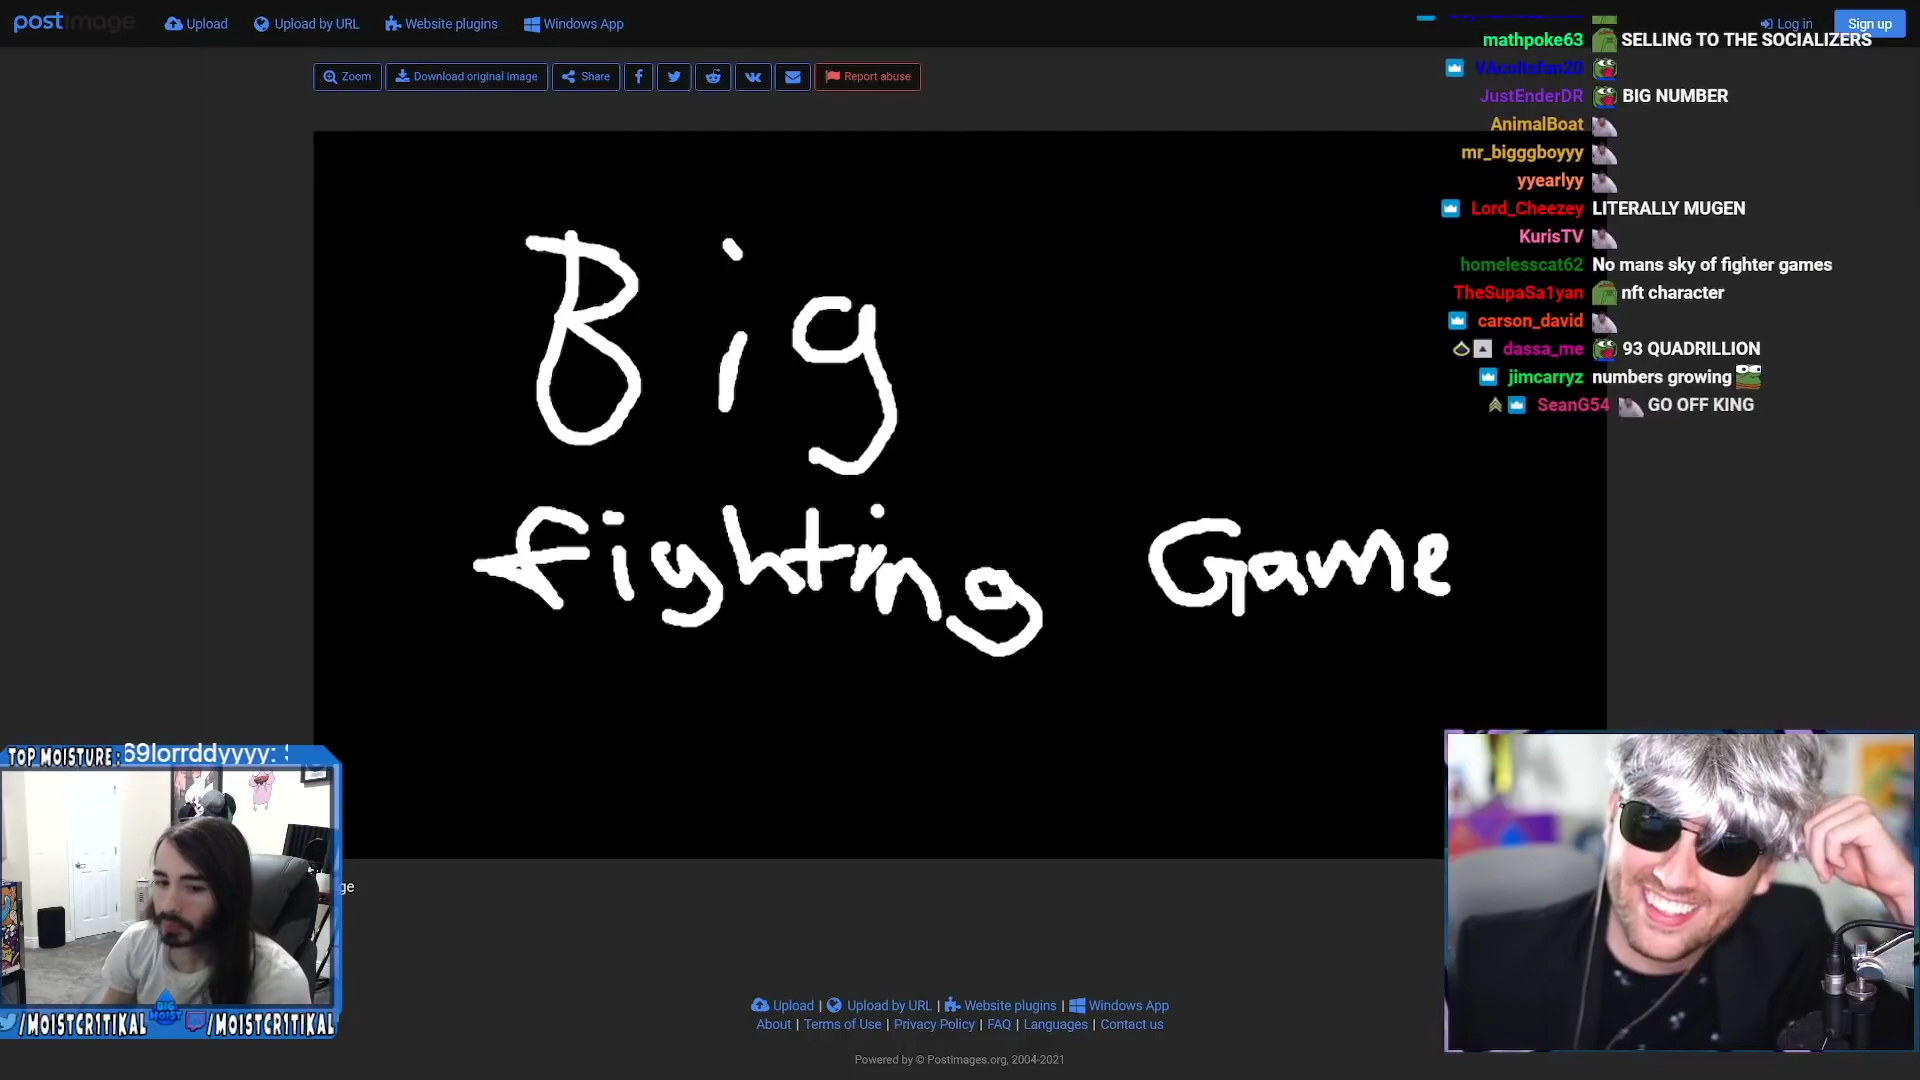 postimage
Upload
Upload by URL
Website plugins
Windows App
Log in
Sign up
Zoom
Download original image
Share
Report abuse
mathpoke63 SELLING TO THE SOCIALIZERS
VAcoltsfan20
JustEnderDR BIG NUMBER
AnimalBoat
mr_bigggboyyy
yyearlyy
Lord_Cheezey LITERALLY MUGEN
KurisTV
homelesscat62 No mans sky of fighter games
TheSupaSa1yan nft character
carson_david
dassa_me 93 QUADRILLION
jimcarryz numbers growing
SeanG54 GO OFF KING
Big
fighting Game
TOP MOISTURE: 69lorrddyyyy:
ge
BIG MOIST
/MOISTCR1TIKAL /MOISTCR1TIKAL
Upload | Upload by URL | Website plugins | Windows App
About | Terms of Use | Privacy Policy | FAQ | Languages | Contact us
Powered by © Postimages.org, 2004-2021